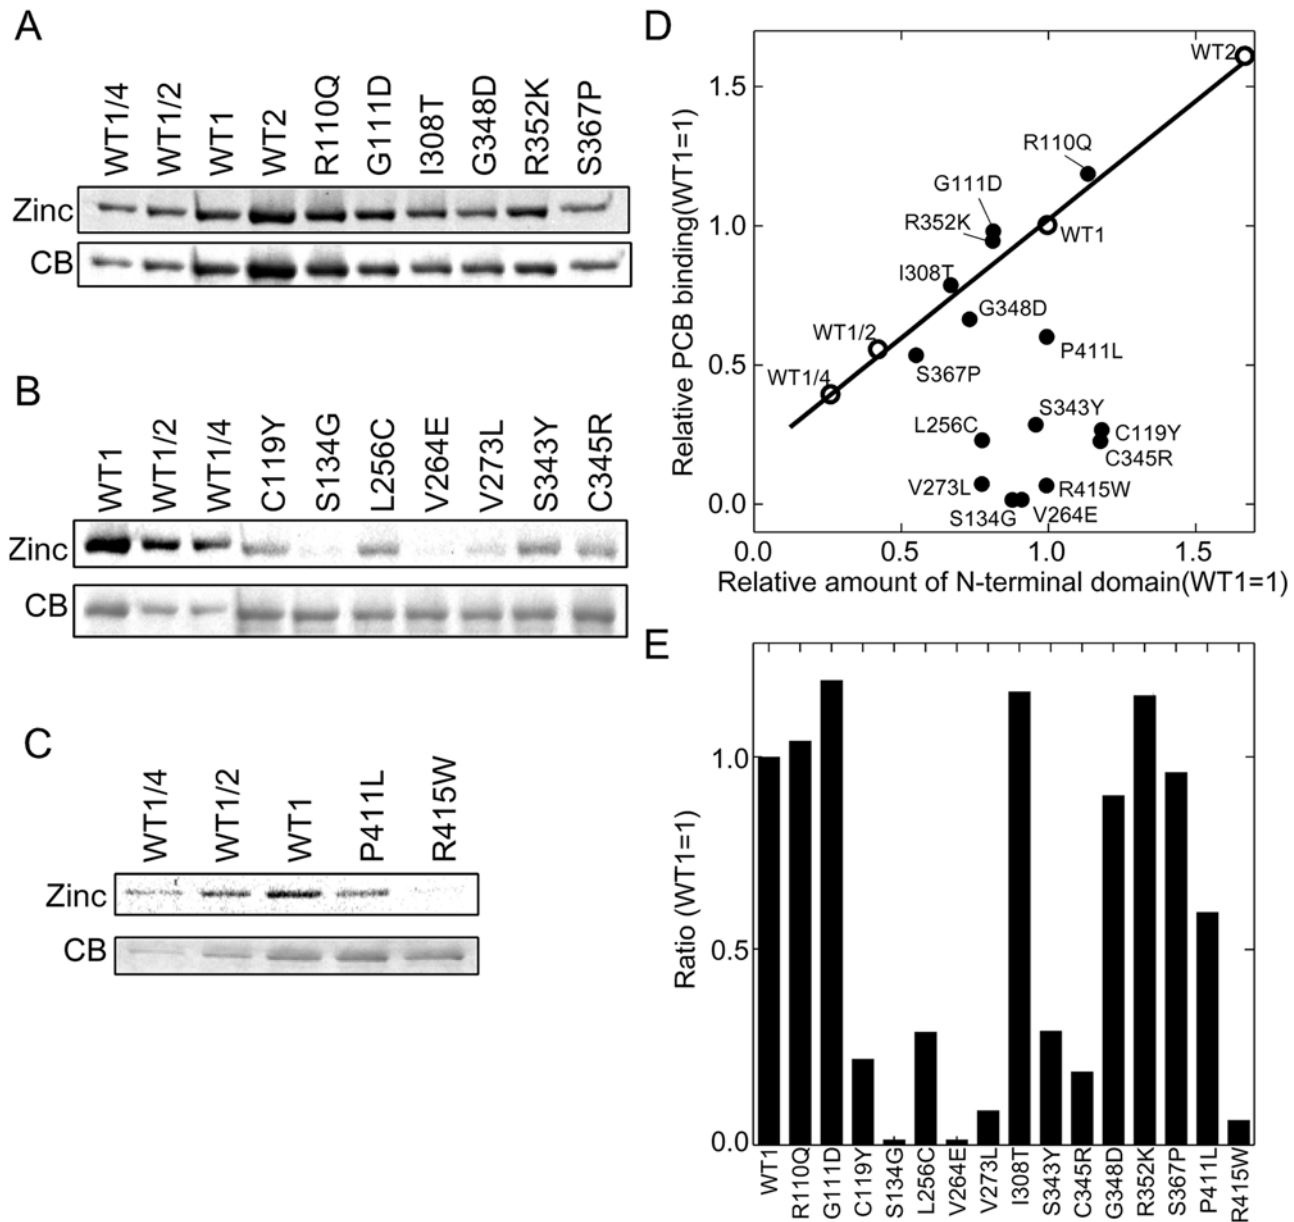 A
WT1/4 WT1/2 WT1 WT2 R110Q G111D I308T G348D R352K S367P
Zinc
CB
B
WT1 WT1/2 WT1/4 C119Y S134G L256C V264E V273L S343Y C345R
Zinc
CB
C
WT1/4 WT1/2 WT1 P411L R415W
Zinc
CB
D
Relative PCB binding(WT1=1)
1.5
1.0
0.5
0.0
WT2
R110Q
G111D
R352K
WT1
I308T
G348D
WT1/2
P411L
S367P
WT1/4
S343Y
L256C
C119Y
C345R
V273L
R415W
S134G
V264E
0.0 0.5 1.0 1.5
Relative amount of N-terminal domain(WT1=1)
E
Ratio (WT1=1)
1.0
0.5
0.0
WT1 R110Q G111D C119Y S134G L256C V264E V273L I308T S343Y C345R G348D R352K S367P P411L R415W